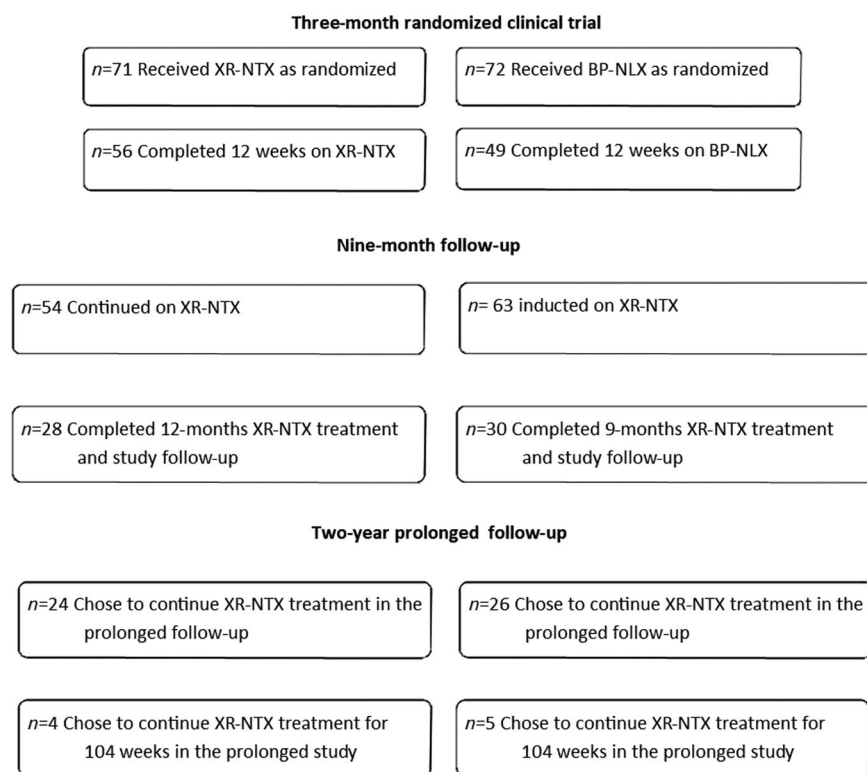 Three-month randomized clinical trial
n=71 Received XR-NTX as randomized
n=72 Received BP-NLX as randomized
n=56 Completed 12 weeks on XR-NTX
n=49 Completed 12 weeks on BP-NLX
Nine-month follow-up
n=54 Continued on XR-NTX
n= 63 inducted on XR-NTX
n=28 Completed 12-months XR-NTX treatment
and study follow-up
n=30 Completed 9-months XR-NTX treatment
and study follow-up
Two-year prolonged follow-up
n=24 Chose to continue XR-NTX treatment in the
prolonged follow-up
n=26 Chose to continue XR-NTX treatment in the
prolonged follow-up
n=4 Chose to continue XR-NTX treatment for
104 weeks in the prolonged study
n=5 Chose to continue XR-NTX treatment for
104 weeks in the prolonged study